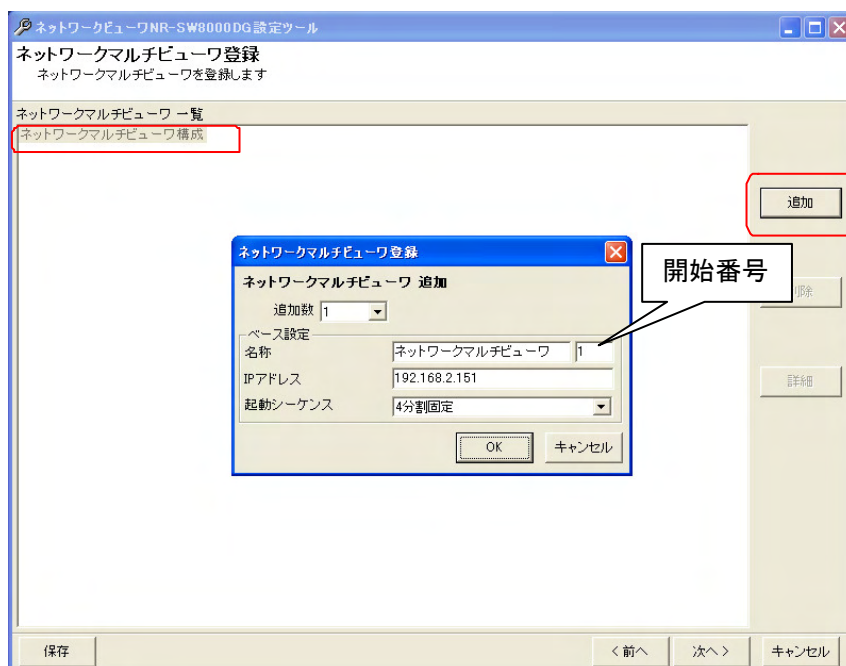 ネットワークビューワNR-SW8000DG設定ツール
ネットワークマルチビューワ登録
ネットワークマルチビューワを登録します
ネットワークマルチビューワ 一覧
ネットワークマルチビューワ構成
追加
ネットワークマルチビューワ登録
開始番号
ネットワークマルチビューワ 追加
削除
追加数 1
ベース設定
名称 ネットワークマルチビューワ 1
IPアドレス 192.168.2.151
詳細
起動シーケンス 4分割固定
OK キャンセル
保存 <前へ 次へ> キャンセル